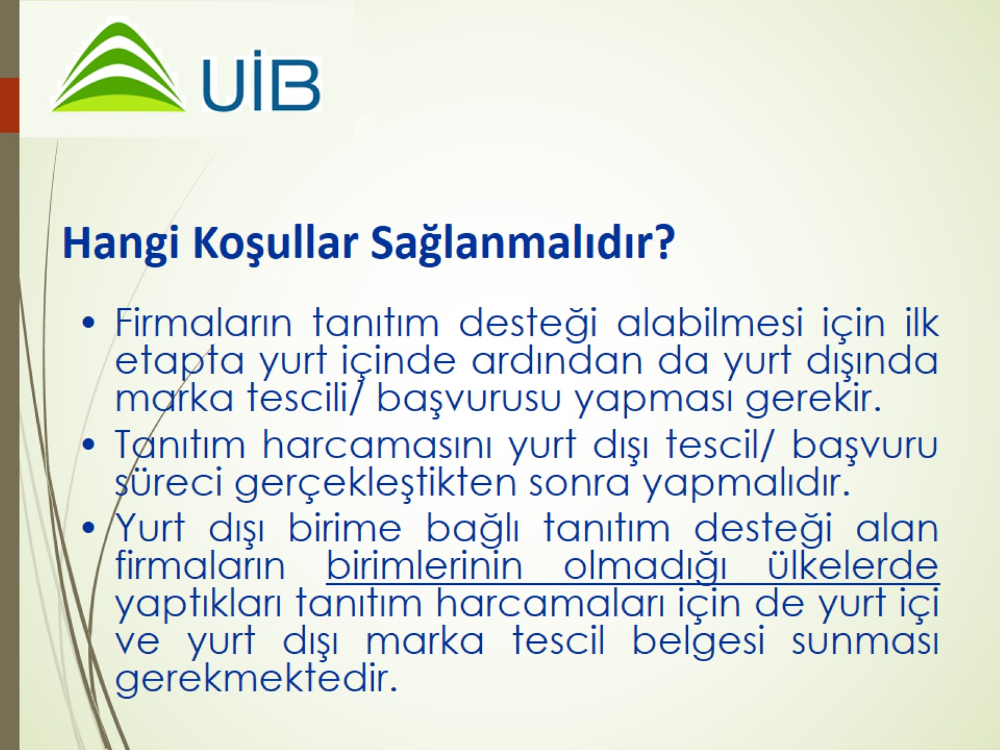 UİB
Hangi Koşullar Sağlanmalıdır?
• Firmaların tanıtım desteği alabilmesi için ilk
etapta yurt içinde ardından da yurt dışında
marka tescili/ başvurusu yapması gerekir.
• Tanıtım harcamasını yurt dışı tescil/ başvuru
süreci gerçekleştikten sonra yapmalıdır.
• Yurt dışı birime bağlı tanıtım desteği alan
firmaların birimlerinin olmadığı ülkelerde
yaptıkları tanıtım harcamaları için de yurt içi
ve yurt dışı marka tescil belgesi sunması
gerekmektedir.